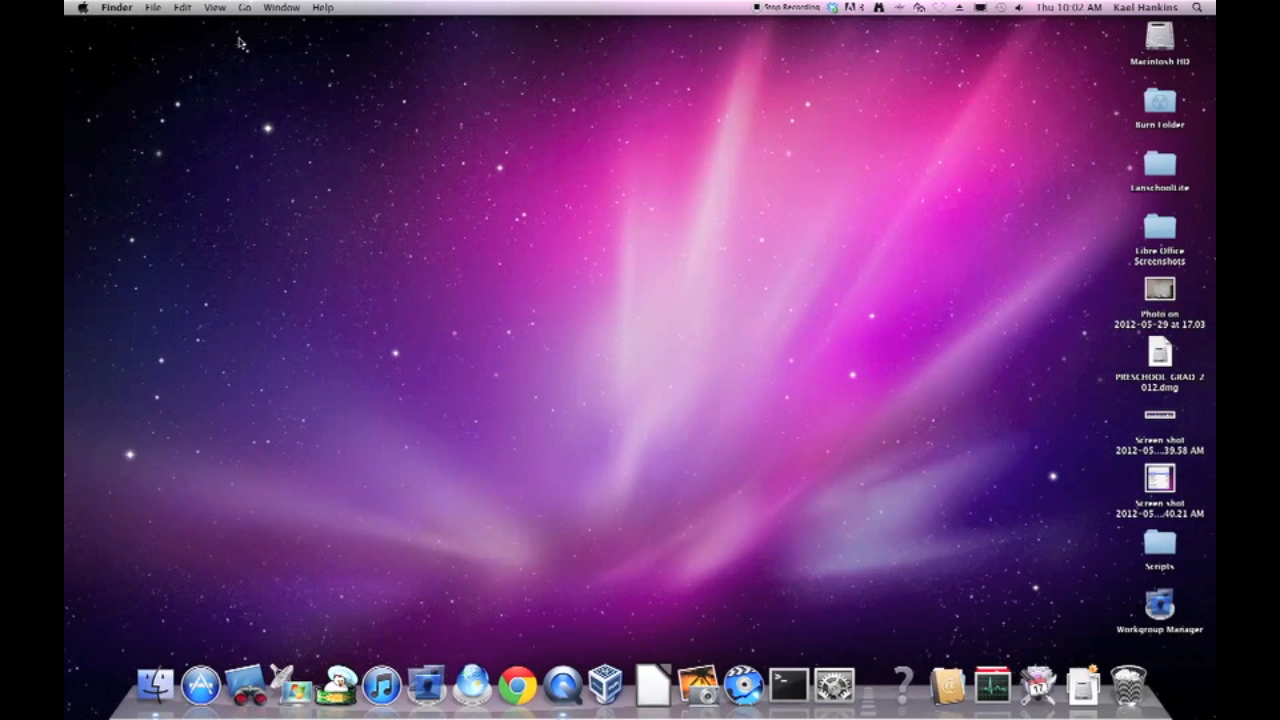 Finder File Edit View Go Window Help Stop Recording 3 Thu 10:02 AM Kael Hankins
Macintosh HD
Burn Folder
LanschoolLite
Libre Office
Screenshots
Photo on
2012-05-29 at 17.03
PRESCHOOL GRAD 2
012.dmg
Screen shot
2012-05....39.58 AM
Screen shot
2012-05....40.21 AM
Scripts
Workgroup Manager